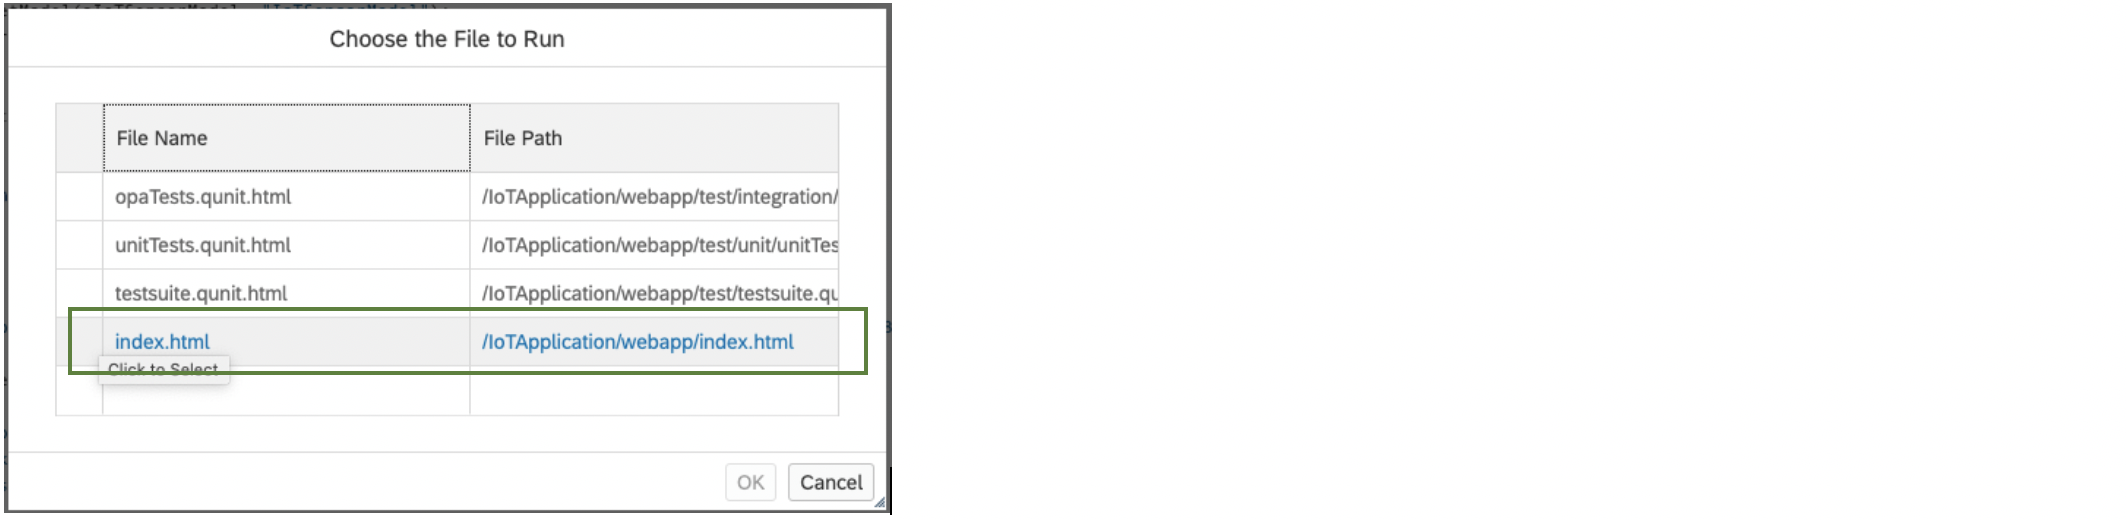 Choose the File to Run
File Name File Path
opaTests.qunit.html /IoTApplication/webapp/test/integration/
unitTests.qunit.html /IoTApplication/webapp/test/unit/unitTes
testsuite.qunit.html /IoTApplication/webapp/test/testsuite.qu
index.html /IoTApplication/webapp/index.html
Click to Select
OK Cancel